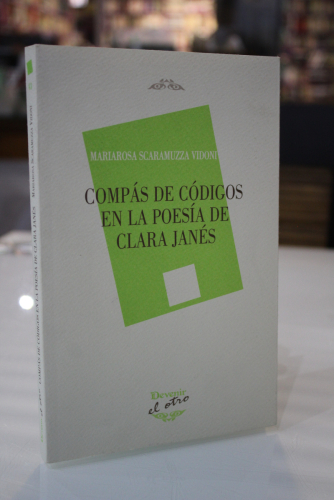 MARIAROSA SCARAMUZZA VIDONI
COMPÁS DE CÓDIGOS
EN LA POESÍA DE
CLARA JANÉS
Devenir
el otro